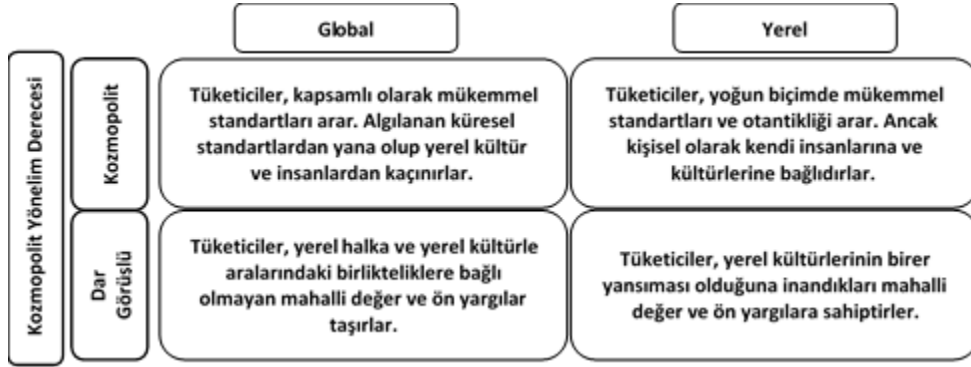 Global
Yerel
Kozmopolit Yönelim Derecesi
Kozmopolit
Tüketiciler, kapsamlı olarak mükemmel
standartları arar. Algılanan küresel
standartlardan yana olup yerel kültür
ve insanlardan kaçınırlar.
Tüketiciler, yoğun biçimde mükemmel
standartları ve otantikliği arar. Ancak
kişisel olarak kendi insanlarına ve
kültürlerine bağlıdırlar.
Dar
Görüşlü
Tüketiciler, yerel halka ve yerel kültürle
aralarındaki birlikteliklere bağlı
olmayan mahalli değer ve ön yargılar
taşırlar.
Tüketiciler, yerel kültürlerinin birer
yansıması olduğuna inandıkları mahalli
değer ve ön yargılara sahiptirler.